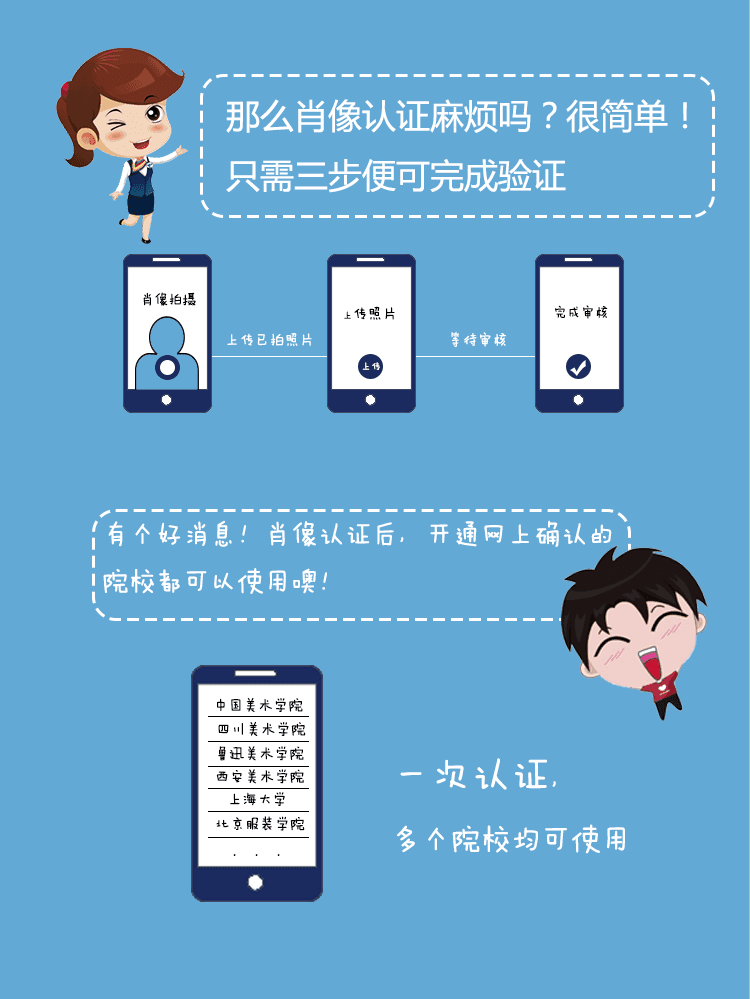 那么肖像认证麻烦吗？很简单！
只需三步便可完成验证
肖像拍摄
上传已拍照片
上传照片
上传
等待审核
完成审核
有个好消息！肖像认证后，开通网上确认的
院校都可以使用噢！
中国美术学院
四川美术学院
鲁迅美术学院
西安美术学院
上海大学
北京服装学院
. . .
一次认证，
多个院校均可使用